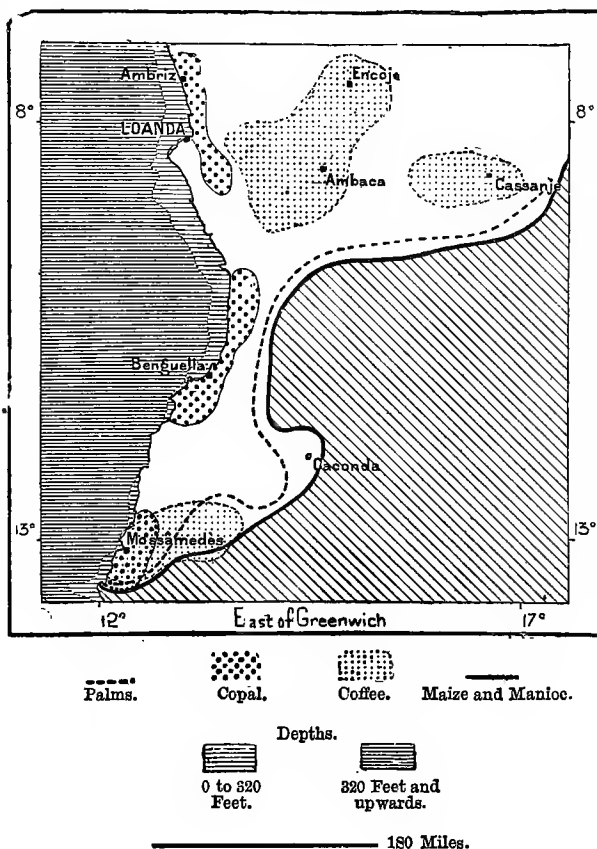 Ambriz
Encoje
8°
8°
LOANDA
Ambaca
Cassanje
Benguella
Caconda
13°
Mossamedes
13°
12°
East of Greenwich
17°
Palms.
Copal.
Coffee.
Maize and Manioc.
Depths.
0 to 320
Feet.
320 Feet and
upwards.
180 Miles.